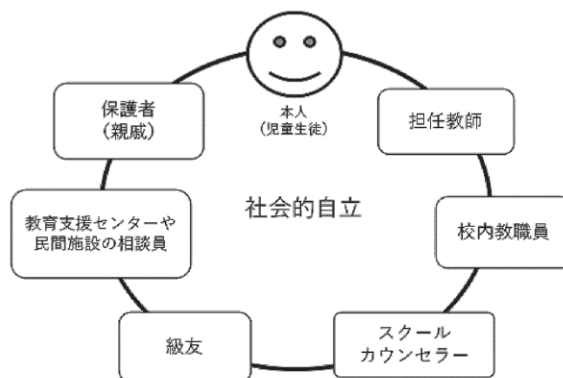 本人
(児童生徒)
保護者
(親戚)
担任教師
教育支援センターや
民間施設の相談員
社会的自立
校内教職員
級友
スクール
カウンセラー